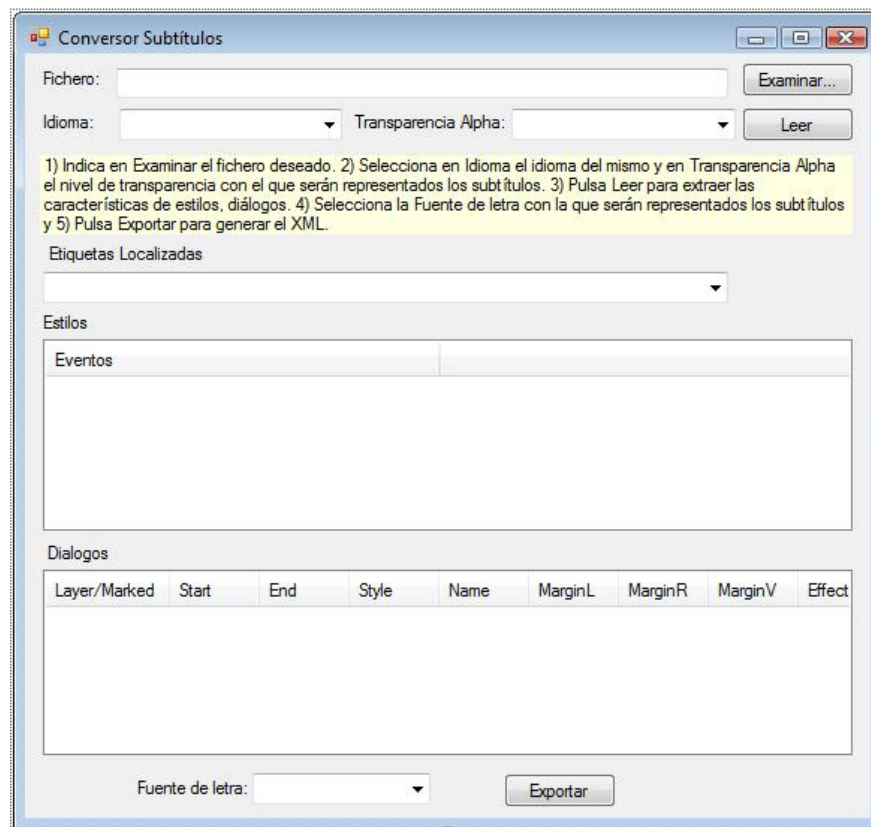 Conversor Subtítulos
Fichero:
Examinar...
Idioma:
Transparencia Alpha:
Leer
1) Indica en Examinar el fichero deseado. 2) Selecciona en Idioma el idioma del mismo y en Transparencia Alpha
el nivel de transparencia con el que serán representados los subtítulos. 3) Pulsa Leer para extraer las
características de estilos, diálogos. 4) Selecciona la Fuente de letra con la que serán representados los subtítulos
y 5) Pulsa Exportar para generar el XML.
Etiquetas Localizadas
Estilos
Eventos
Dialogos
Layer/Marked Start End Style Name MarginL MarginR MarginV Effect
Fuente de letra:
Exportar